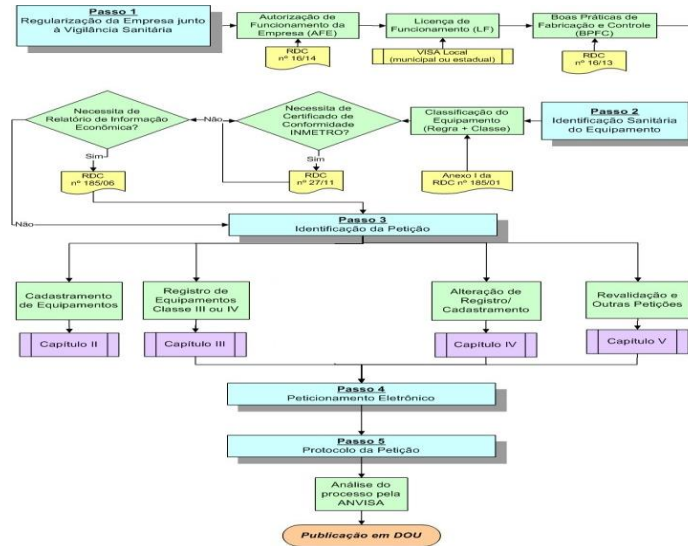 Passo 1
Regularização da Empresa junto
à Vigilância Sanitária
Autorização de
Funcionamento da
Empresa (AFE)
Licença de
Funcionamento (LF)
Boas Práticas de
Fabricação e Controle
(BPFC)
RDC
nº 16/14
VISA Local
(municipal ou estadual)
RDC
nº 16/13
Necessita de
Relatório de Informação
Econômica?
Não
Necessita de
Certificado de
Conformidade
INMETRO?
Classificação do
Equipamento
(Regra + Classe)
Passo 2
Identificação Sanitária
do Equipamento
Sim
Sim
RDC
nº 185/06
RDC
nº 27/11
Anexo I da
RDC nº 185/01
Não
Passo 3
Identificação da Petição
Cadastramento
de Equipamentos
Registro de
Equipamentos
Classe III ou IV
Alteração de
Registro/
Cadastramento
Revalidação e
Outras Petições
Capítulo II
Capítulo III
Capítulo IV
Capítulo V
Passo 4
Peticionamento Eletrônico
Passo 5
Protocolo da Petição
Análise do
processo pela
ANVISA
Publicação em DOU